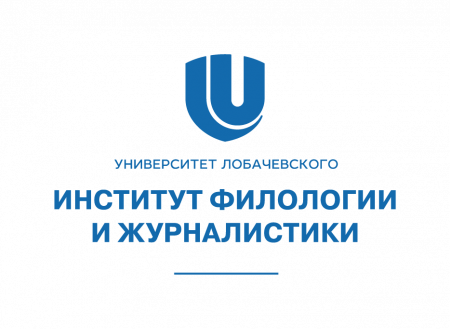 УНИВЕРСИТЕТ ЛОБАЧЕВСКОГО
ИНСТИТУТ ФИЛОЛОГИИ
И ЖУРНАЛИСТИКИ